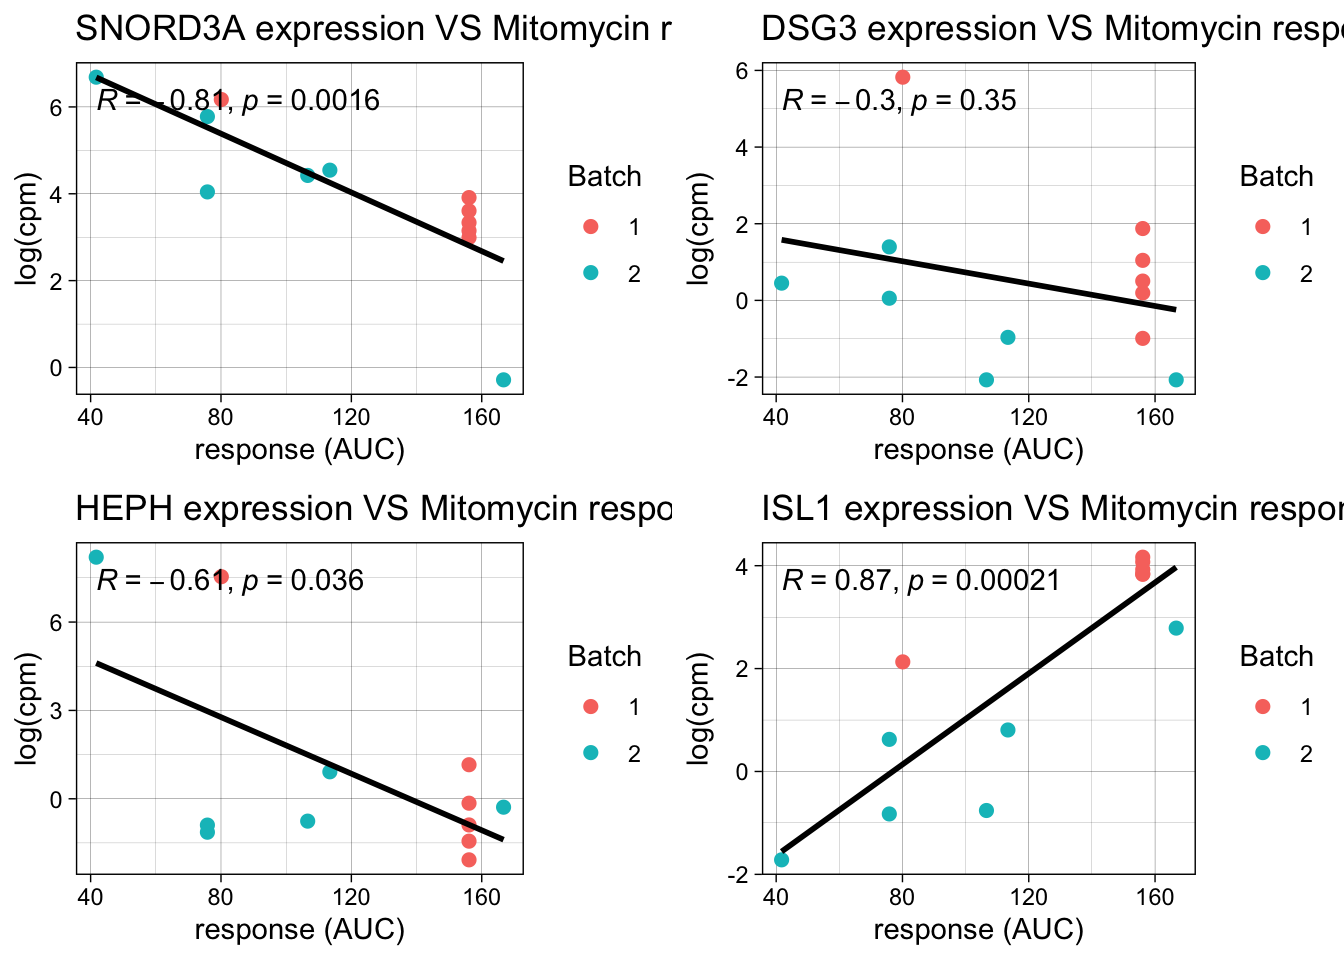 SNORD3A expression VS Mitomycin r
R = −0.81, p = 0.0016
log(cpm)
6
4
2
0
40 80 120 160
response (AUC)
Batch
1
2
DSG3 expression VS Mitomycin respo
R = −0.3, p = 0.35
log(cpm)
6
4
2
0
-2
40 80 120 160
response (AUC)
Batch
1
2
HEPH expression VS Mitomycin respo
R = −0.61, p = 0.036
log(cpm)
6
3
0
40 80 120 160
response (AUC)
Batch
1
2
ISL1 expression VS Mitomycin respon
R = 0.87, p = 0.00021
log(cpm)
4
2
0
-2
40 80 120 160
response (AUC)
Batch
1
2